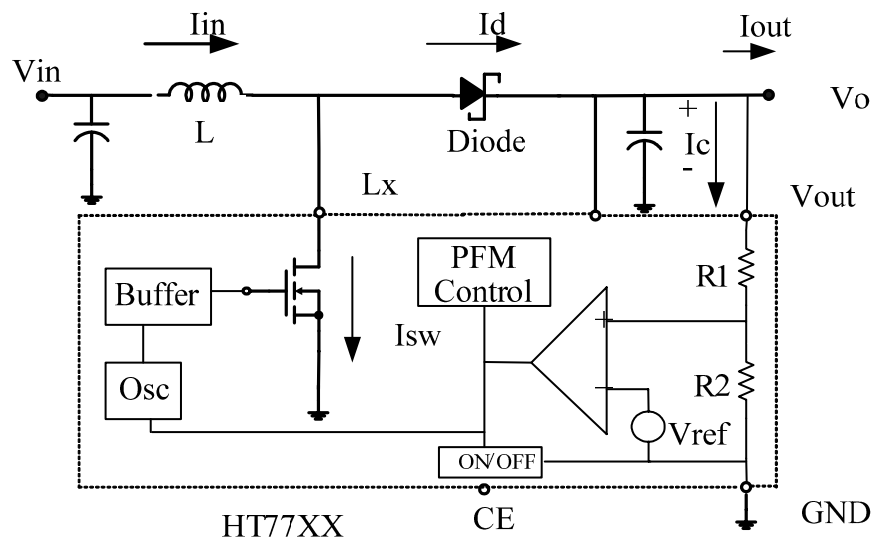 Iin
Id
Iout
Vin
Vo
L
Diode
+
Ic
-
Lx
Vout
PFM
Control
R1
Buffer
+
Isw
Osc
R2
Vref
ON/OFF
HT77XX
CE
GND